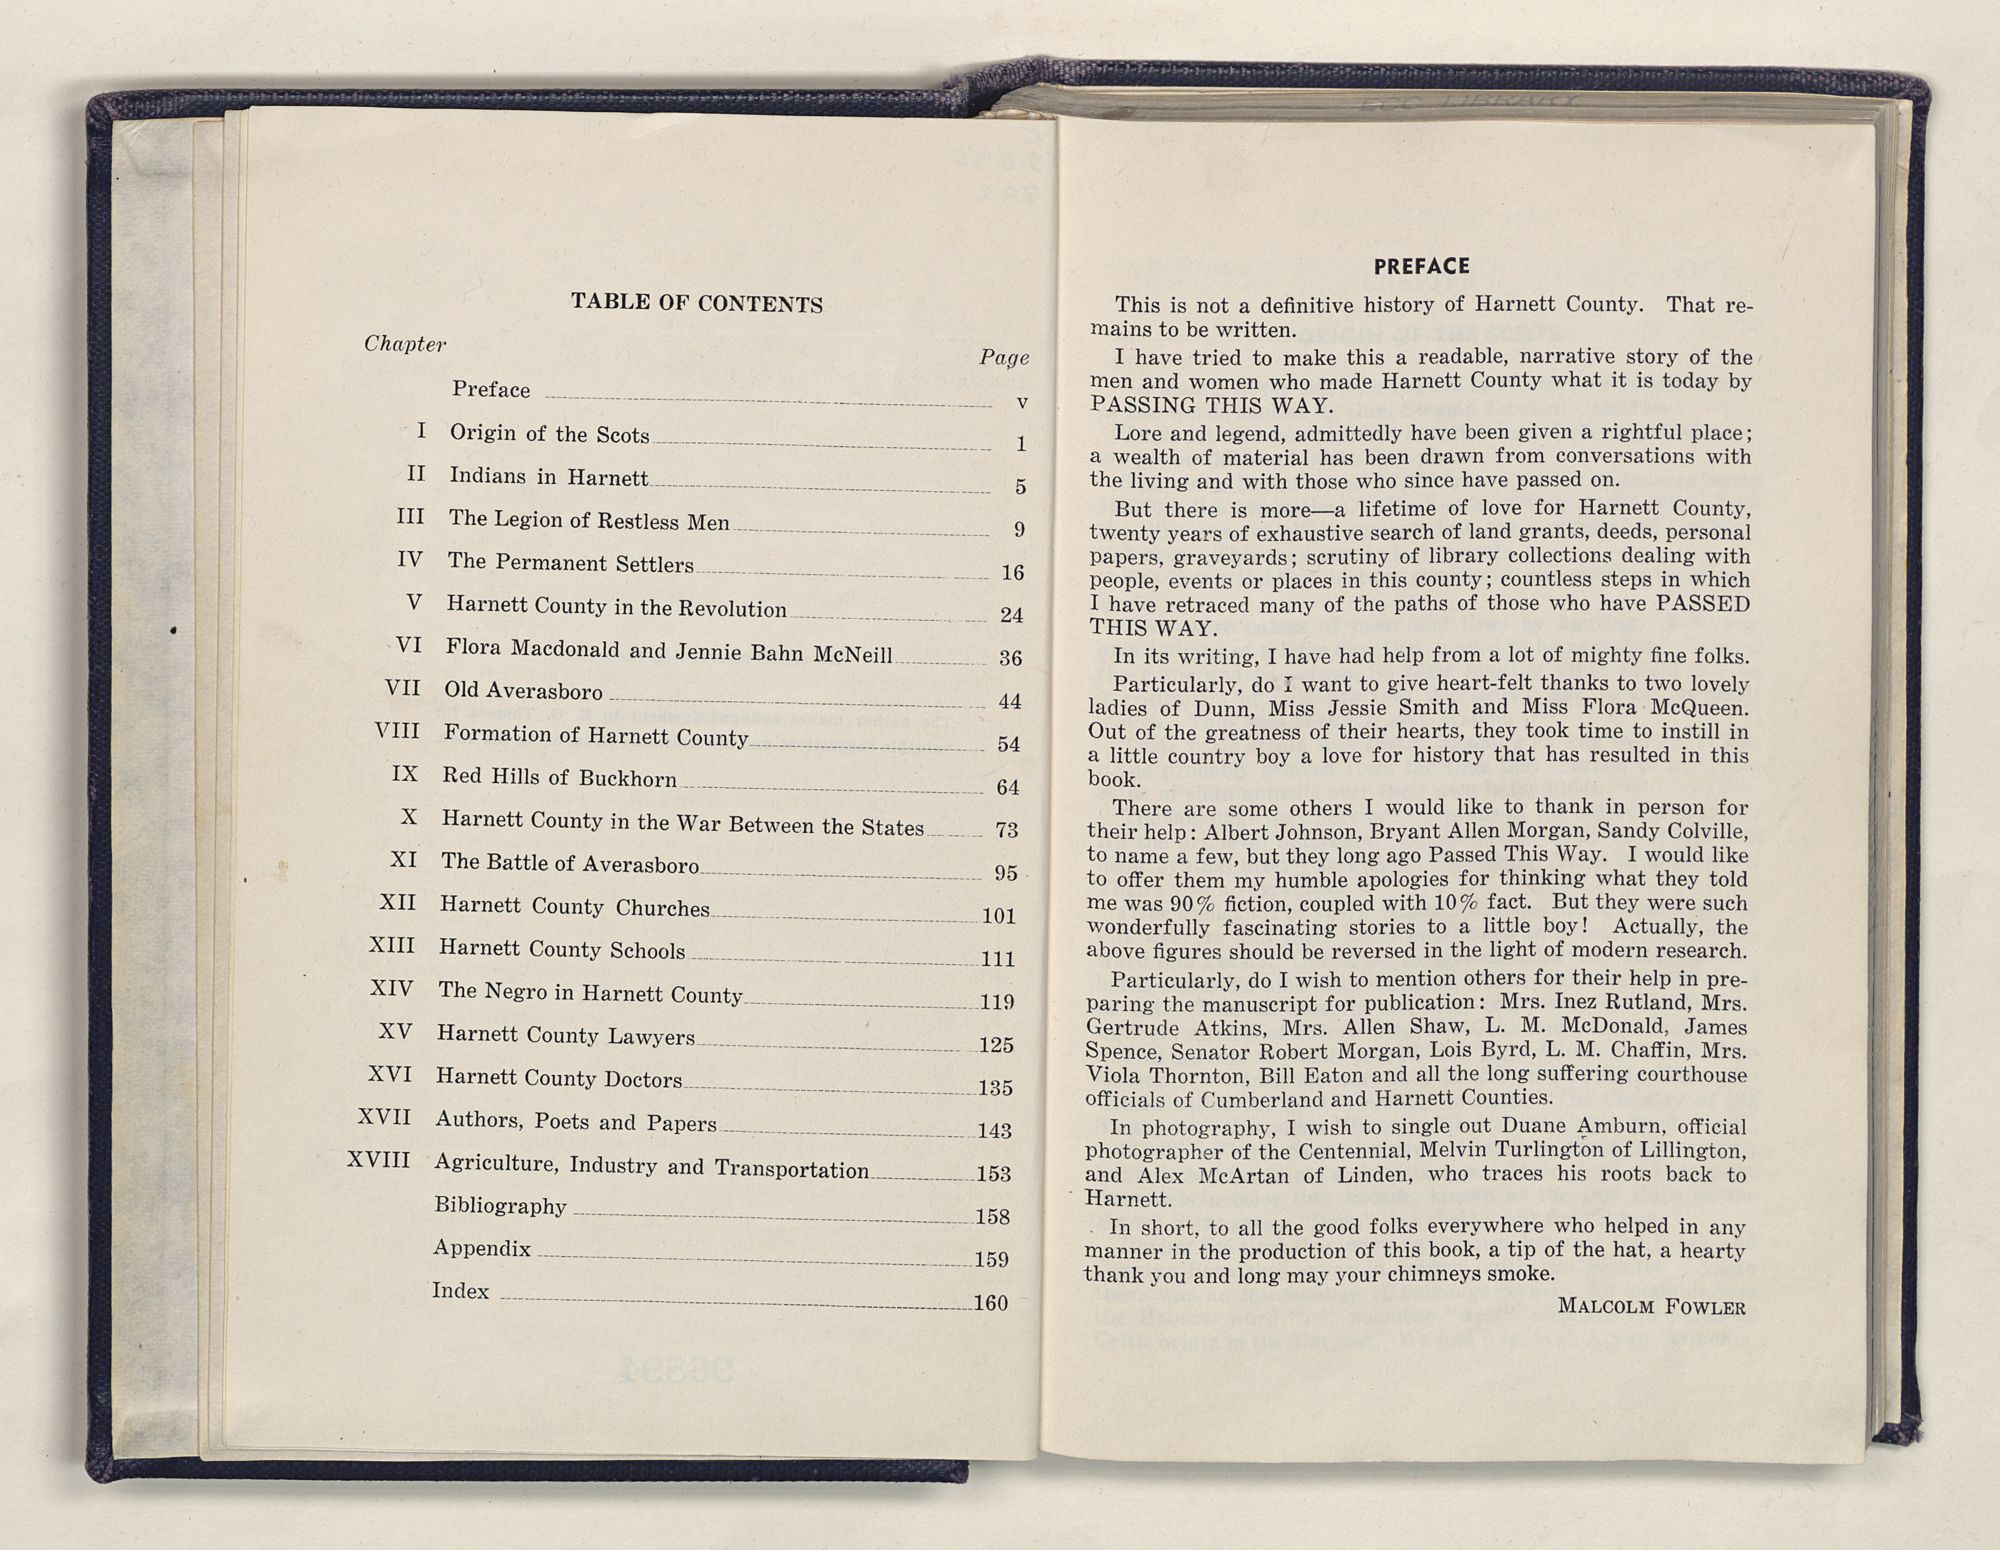 TABLE OF CONTENTS
Chapter Page
Preface v
I Origin of the Scots 1
II Indians in Harnett 5
III The Legion of Restless Men 9
IV The Permanent Settlers 16
V Harnett County in the Revolution 24
VI Flora Macdonald and Jennie Bahn McNeill 36
VII Old Averasboro 44
VIII Formation of Harnett County 54
IX Red Hills of Buckhorn 64
X Harnett County in the War Between the States 73
XI The Battle of Averasboro 95
XII Harnett County Churches 101
XIII Harnett County Schools 111
XIV The Negro in Harnett County 119
XV Harnett County Lawyers 125
XVI Harnett County Doctors 135
XVII Authors, Poets and Papers 143
XVIII Agriculture, Industry and Transportation 153
Bibliography 158
Appendix 159
Index 160
ECC LIBRARY
PREFACE
This is not a definitive history of Harnett County. That re-
mains to be written.
I have tried to make this a readable, narrative story of the
men and women who made Harnett County what it is today by
PASSING THIS WAY.
Lore and legend, admittedly have been given a rightful place;
a wealth of material has been drawn from conversations with
the living and with those who since have passed on.
But there is more—a lifetime of love for Harnett County,
twenty years of exhaustive search of land grants, deeds, personal
papers, graveyards; scrutiny of library collections dealing with
people, events or places in this county; countless steps in which
I have retraced many of the paths of those who have PASSED
THIS WAY.
In its writing, I have had help from a lot of mighty fine folks.
Particularly, do I want to give heart-felt thanks to two lovely
ladies of Dunn, Miss Jessie Smith and Miss Flora McQueen.
Out of the greatness of their hearts, they took time to instill in
a little country boy a love for history that has resulted in this
book.
There are some others I would like to thank in person for
their help: Albert Johnson, Bryant Allen Morgan, Sandy Colville,
to name a few, but they long ago Passed This Way. I would like
to offer them my humble apologies for thinking what they told
me was 90% fiction, coupled with 10% fact. But they were such
wonderfully fascinating stories to a little boy! Actually, the
above figures should be reversed in the light of modern research.
Particularly, do I wish to mention others for their help in pre-
paring the manuscript for publication: Mrs. Inez Rutland, Mrs.
Gertrude Atkins, Mrs. Allen Shaw, L. M. McDonald, James
Spence, Senator Robert Morgan, Lois Byrd, L. M. Chaffin, Mrs.
Viola Thornton, Bill Eaton and all the long suffering courthouse
officials of Cumberland and Harnett Counties.
In photography, I wish to single out Duane Amburn, official
photographer of the Centennial, Melvin Turlington of Lillington,
and Alex McArtan of Linden, who traces his roots back to
Harnett.
In short, to all the good folks everywhere who helped in any
manner in the production of this book, a tip of the hat, a hearty
thank you and long may your chimneys smoke.
MALCOLM FOWLER